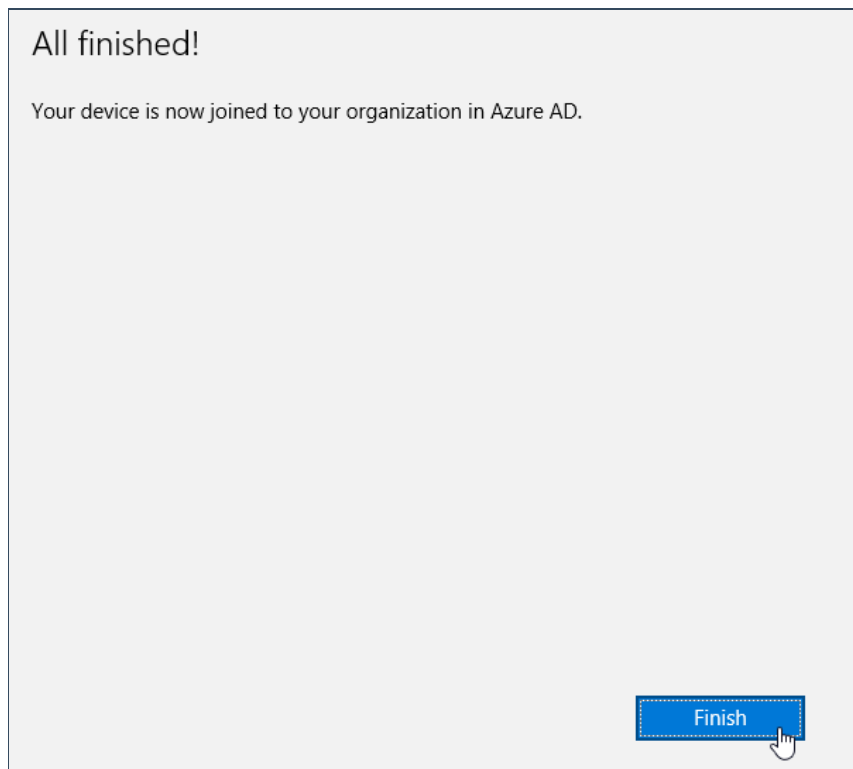 All finished!
Your device is now joined to your organization in Azure AD.
Finish